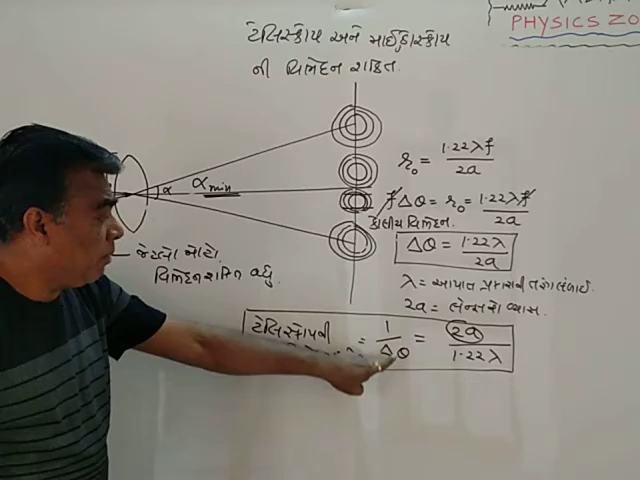 PHYSICS ZO
ટેલિસ્કોપ અને માઈક્રોસ્કોપ
ની વિભેદન શક્તિ.
r₀ = 1.22λf / 2a
α αmin
f Δθ = r₀ = 1.22λf / 2a
કોણીય વિભેદન.
Δθ = 1.22λ / 2a
જેટલો મોટો
વિભેદનશક્તિ વધુ.
λ = આપાત પ્રકાશની તરંગલંબાઈ.
2a = લેન્સનો વ્યાસ.
ટેલિસ્કોપની = 1 / Δθ = 2a / 1.22λ